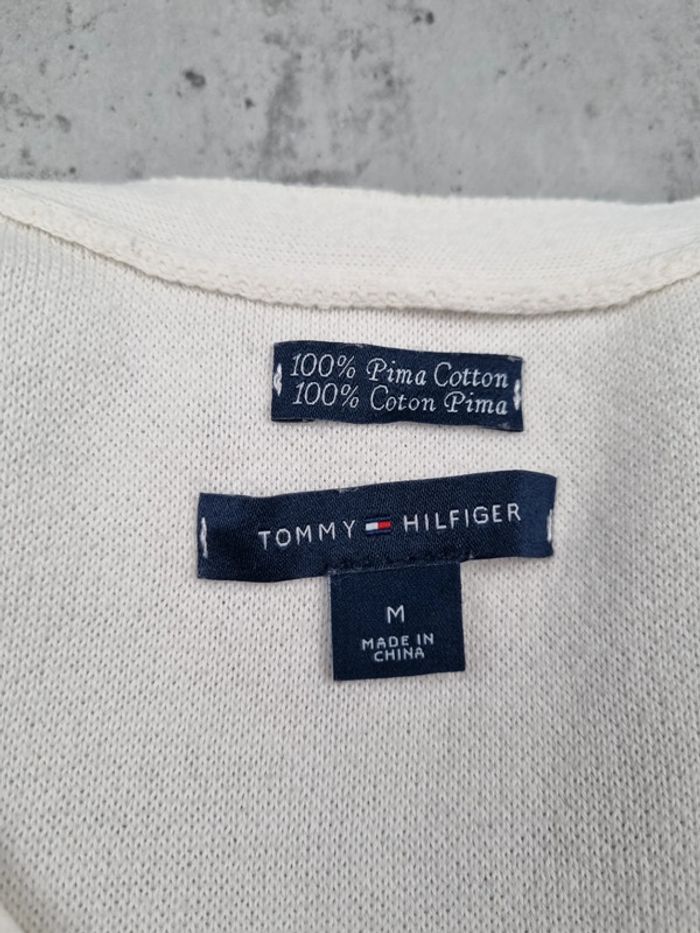 100% Pima Cotton
100% Coton Pima
TOMMY HILFIGER
M
MADE IN
CHINA